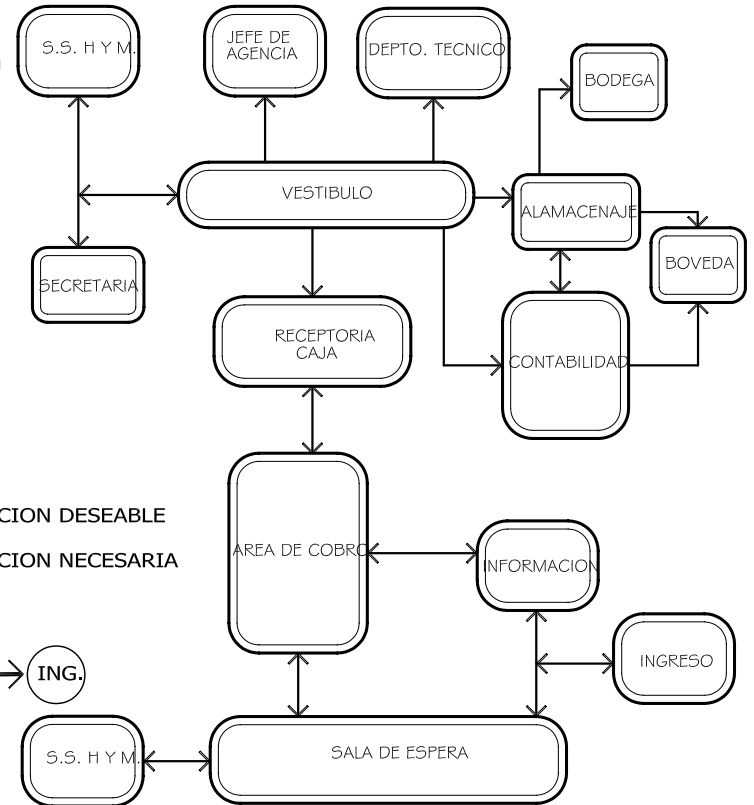 S.S. H Y M.
JEFE DE
AGENCIA
DEPTO. TECNICO
BODEGA
VESTIBULO
ALAMACENAJE
SECRETARIA
BOVEDA
RECEPTORIA
CAJA
CONTABILIDAD
CION DESEABLE
AREA DE COBRO
CION NECESARIA
INFORMACION
ING.
INGRESO
S.S. H Y M.
SALA DE ESPERA